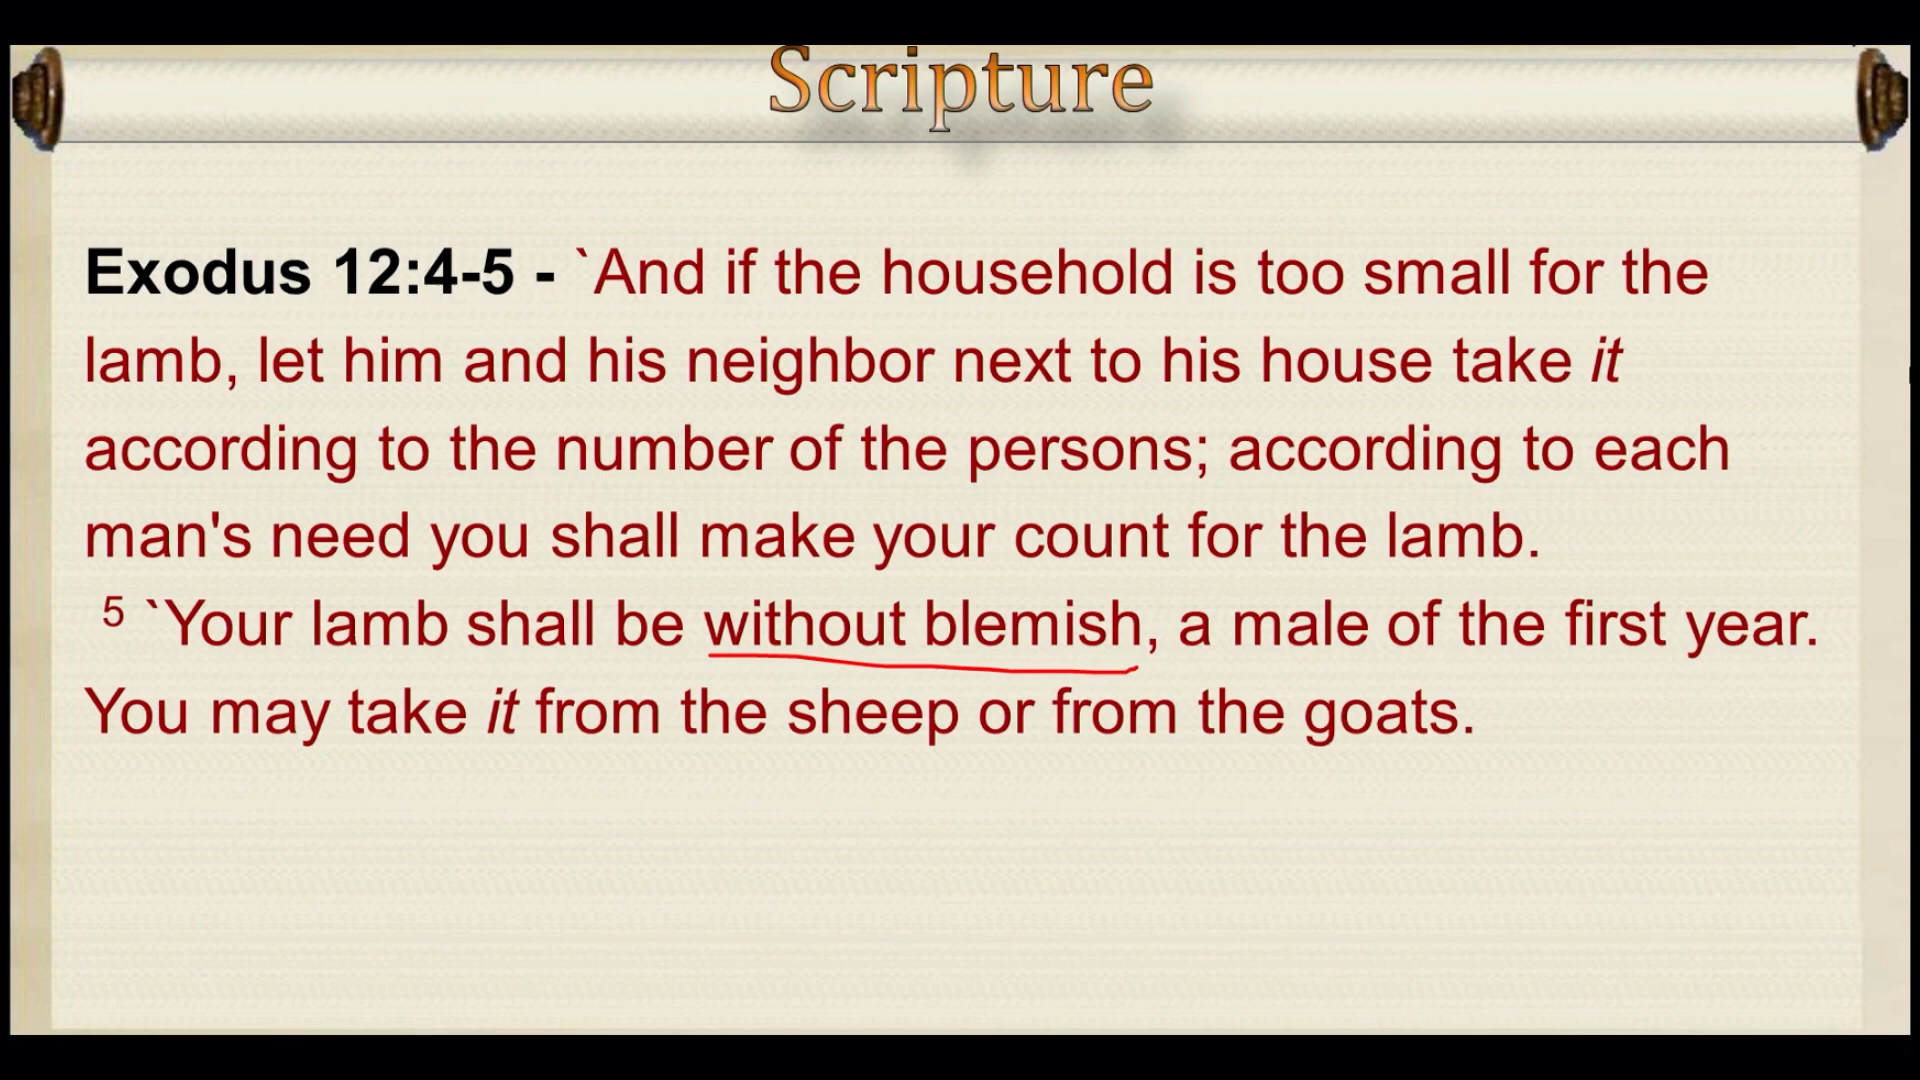 Scripture
Exodus 12:4-5 - `And if the household is too small for the
lamb, let him and his neighbor next to his house take it
according to the number of the persons; according to each
man's need you shall make your count for the lamb.
5 `Your lamb shall be without blemish, a male of the first year.
You may take it from the sheep or from the goats.